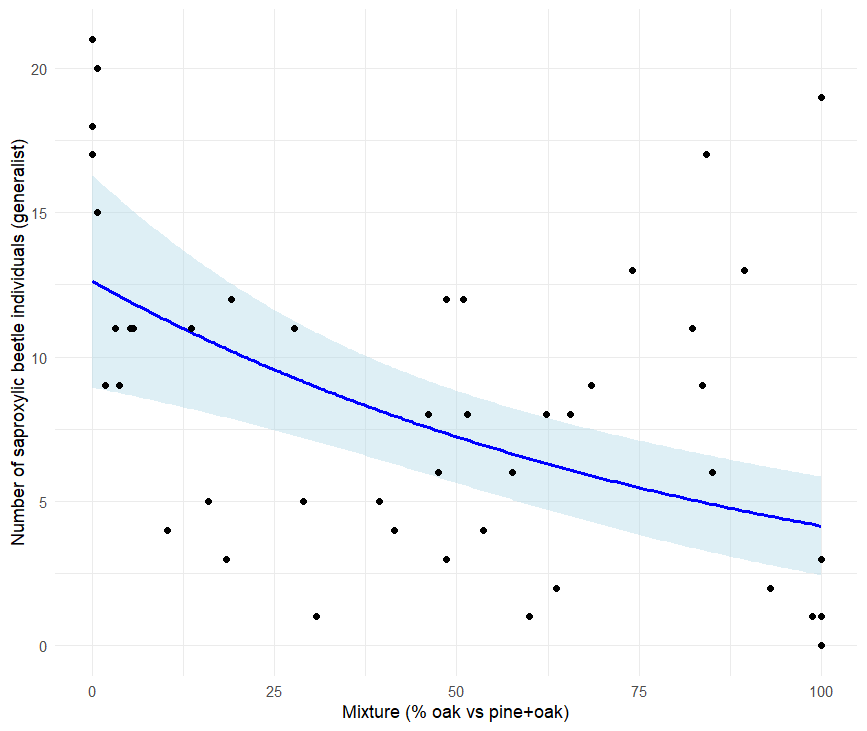 Number of saproxylic beetle individuals (generalist)
20
15
10
5
0
0 25 50 75 100
Mixture (% oak vs pine+oak)